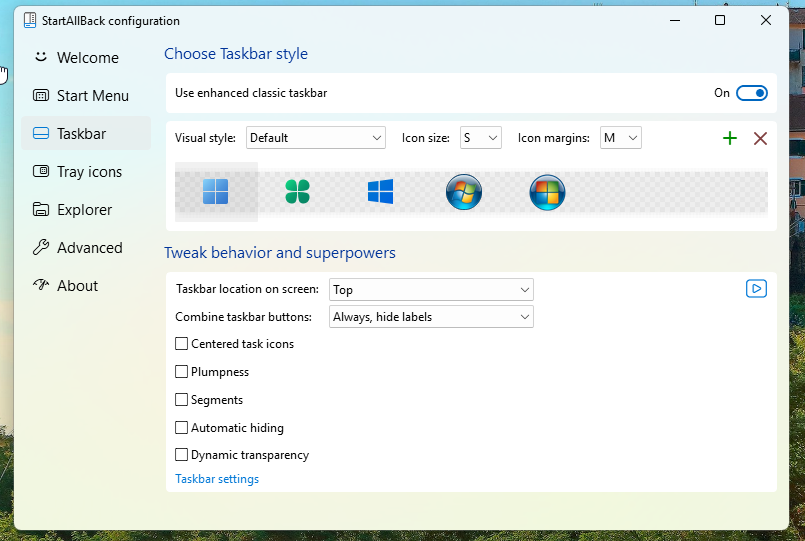 StartAllBack configuration
Welcome
Start Menu
Taskbar
Tray icons
Explorer
Advanced
About
Choose Taskbar style
Use enhanced classic taskbar On
Visual style: Default Icon size: S Icon margins: M
Tweak behavior and superpowers
Taskbar location on screen: Top
Combine taskbar buttons: Always, hide labels
Centered task icons
Plumpness
Segments
Automatic hiding
Dynamic transparency
Taskbar settings